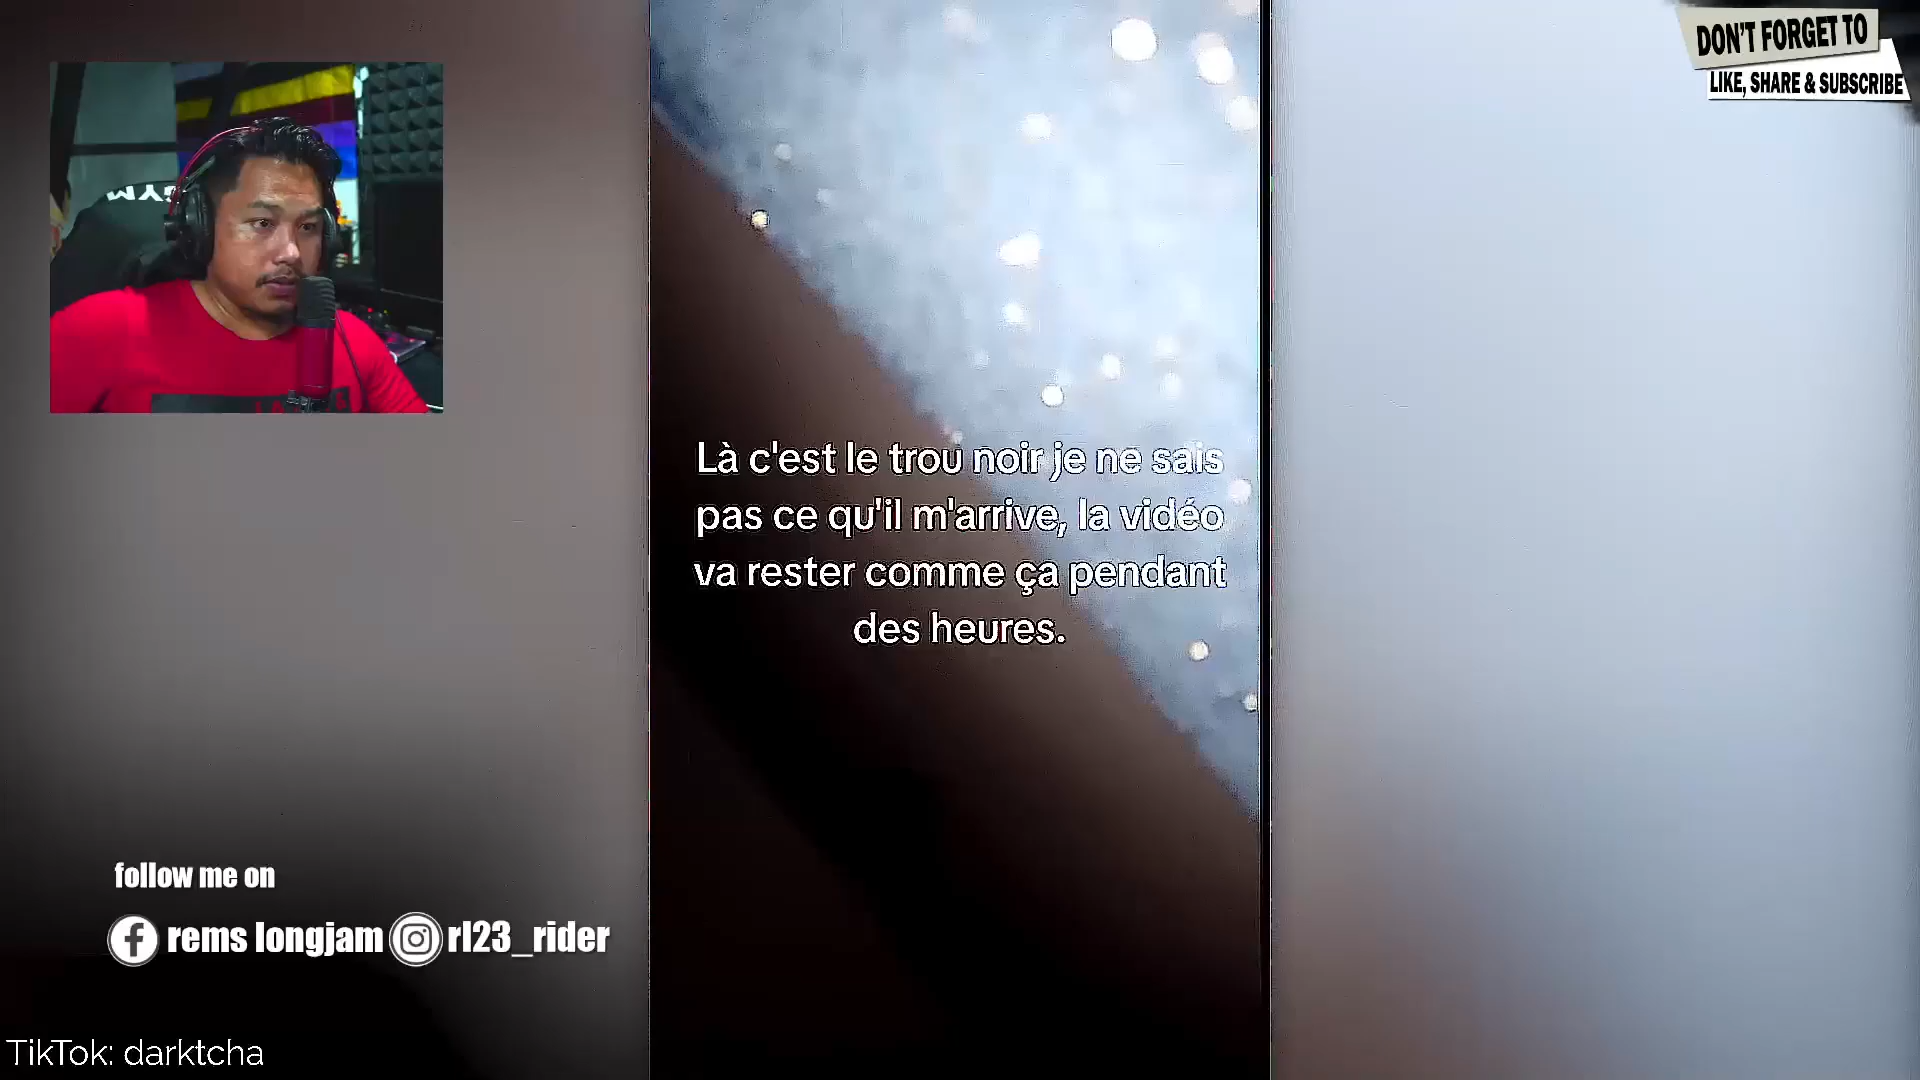 DON'T FORGET TO
LIKE, SHARE & SUBSCRIBE
Là c'est le trou noir je ne sais
pas ce qu'il m'arrive, la vidéo
va rester comme ça pendant
des heures.
follow me on
rems longjam rl23_rider
TikTok: darktcha